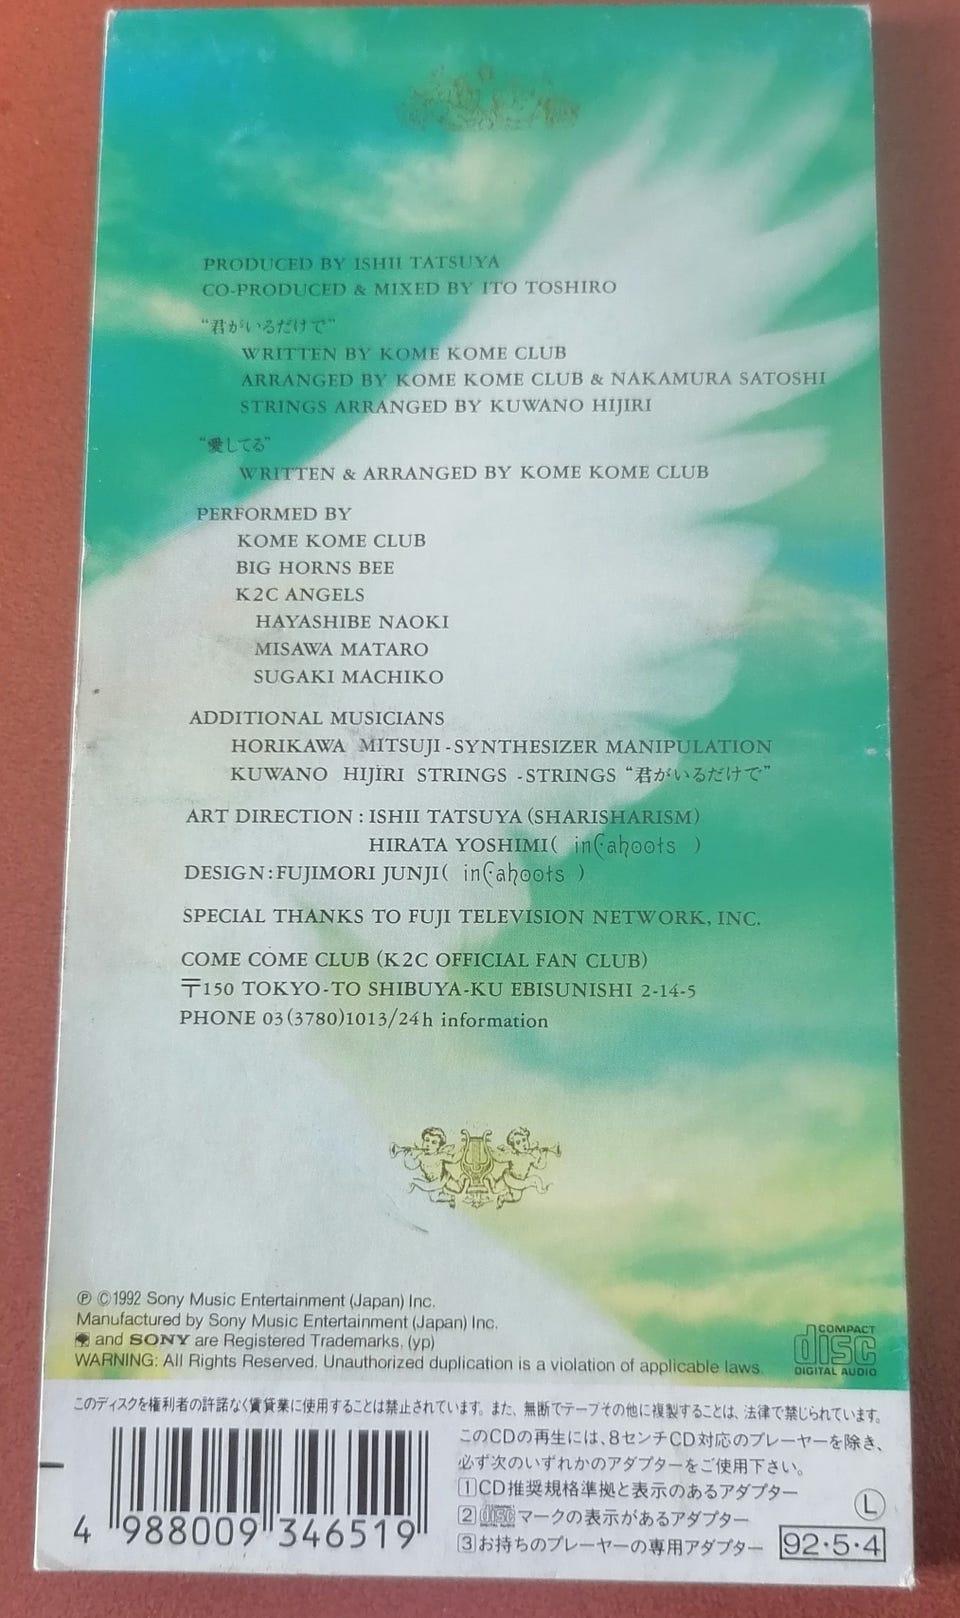 PRODUCED BY ISHII TATSUYA
CO-PRODUCED & MIXED BY ITO TOSHIRO
“君がいるだけで”
WRITTEN BY KOME KOME CLUB
ARRANGED BY KOME KOME CLUB & NAKAMURA SATOSHI
STRINGS ARRANGED BY KUWANO HIJIRI
“愛してる”
WRITTEN & ARRANGED BY KOME KOME CLUB
PERFORMED BY
KOME KOME CLUB
BIG HORNS BEE
K2C ANGELS
HAYASHIBE NAOKI
MISAWA MATARO
SUGAKI MACHIKO
ADDITIONAL MUSICIANS
HORIKAWA MITSUJI-SYNTHESIZER MANIPULATION
KUWANO HIJIRI STRINGS -STRINGS “君がいるだけで”
ART DIRECTION : ISHII TATSUYA (SHARISHARISM)
HIRATA YOSHIMI( inCahoots )
DESIGN:FUJIMORI JUNJI( inCahoots )
SPECIAL THANKS TO FUJI TELEVISION NETWORK, INC.
COME COME CLUB (K2C OFFICIAL FAN CLUB)
〒150 TOKYO-TO SHIBUYA-KU EBISUNISHI 2-14-5
PHONE 03(3780)1013/24h information
℗ ©1992 Sony Music Entertainment (Japan) Inc.
Manufactured by Sony Music Entertainment (Japan) Inc.
and SONY are Registered Trademarks. (yp)
WARNING: All Rights Reserved. Unauthorized duplication is a violation of applicable laws.
COMPACT
disc
DIGITAL AUDIO
このディスクを権利者の許諾なく賃貸業に使用することは禁止されています。また、無断でテープその他に複製することは、法律で禁じられています。
このCDの再生には、8センチCD対応のプレーヤーを除き、
必ず次のいずれかのアダプターをご使用下さい。
1 CD推奨規格準拠と表示のあるアダプター
2 disc マークの表示があるアダプター
3 お持ちのプレーヤーの専用アダプター
Ⓛ
92・5・4
4 988009 346519